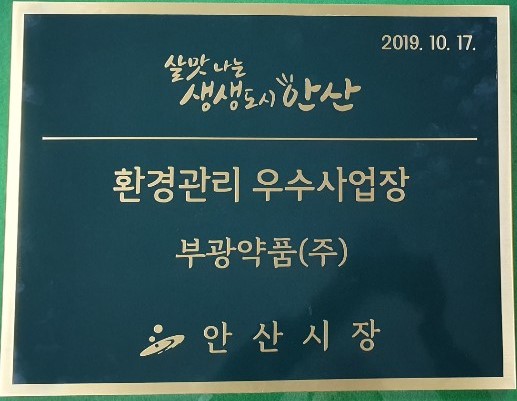 2019. 10. 17.
살맛 나는
생생도시 안산
환경관리 우수사업장
부광약품(주)
안산시장